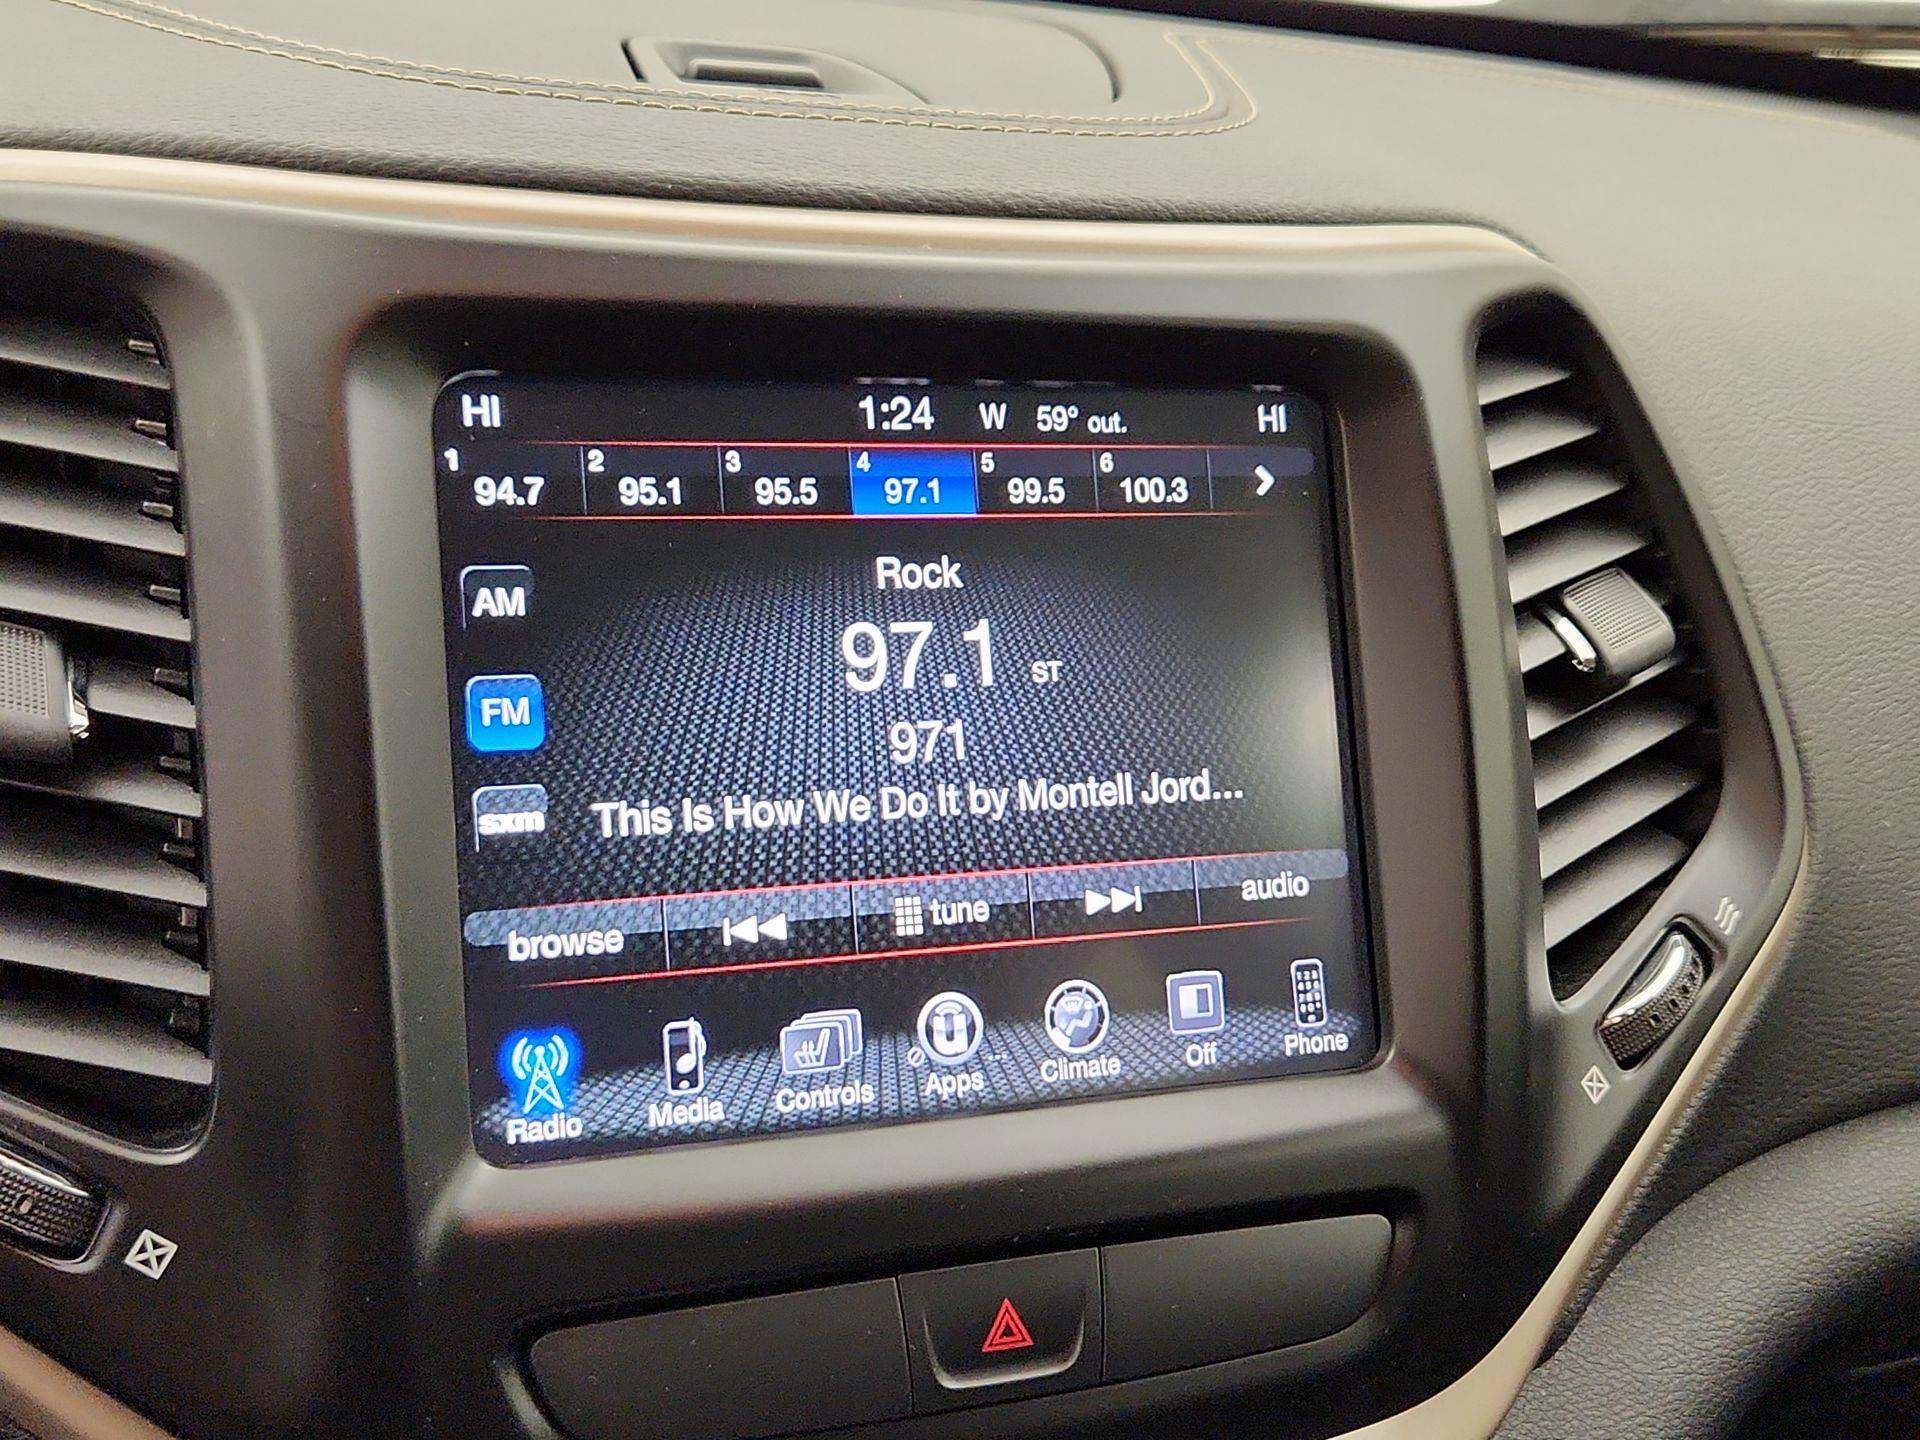 HI 1:24 W 59° out. HI
1 2 3 4 5 6
94.7 95.1 95.5 97.1 99.5 100.3
Rock
AM
97.1 ST
FM
971
sxm
This Is How We Do It by Montell Jord...
browse tune audio
Radio Media Controls Apps Climate Off Phone